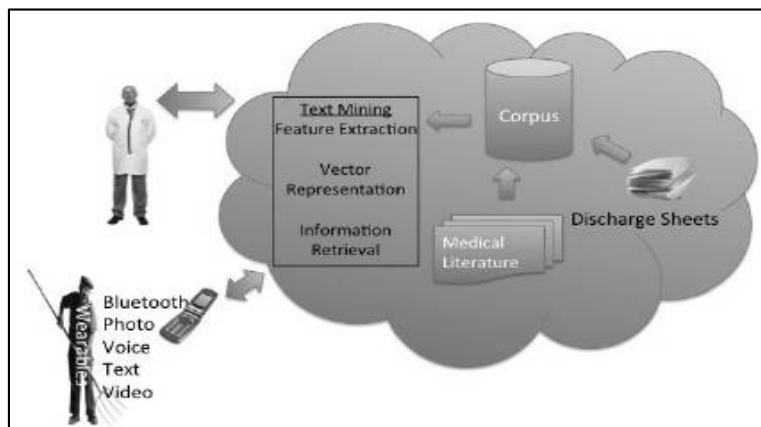 Text Mining
Feature Extraction
Vector
Representation
Information
Retrieval
Corpus
Discharge Sheets
Medical
Literature
Wearables
Bluetooth
Photo
Voice
Text
Video